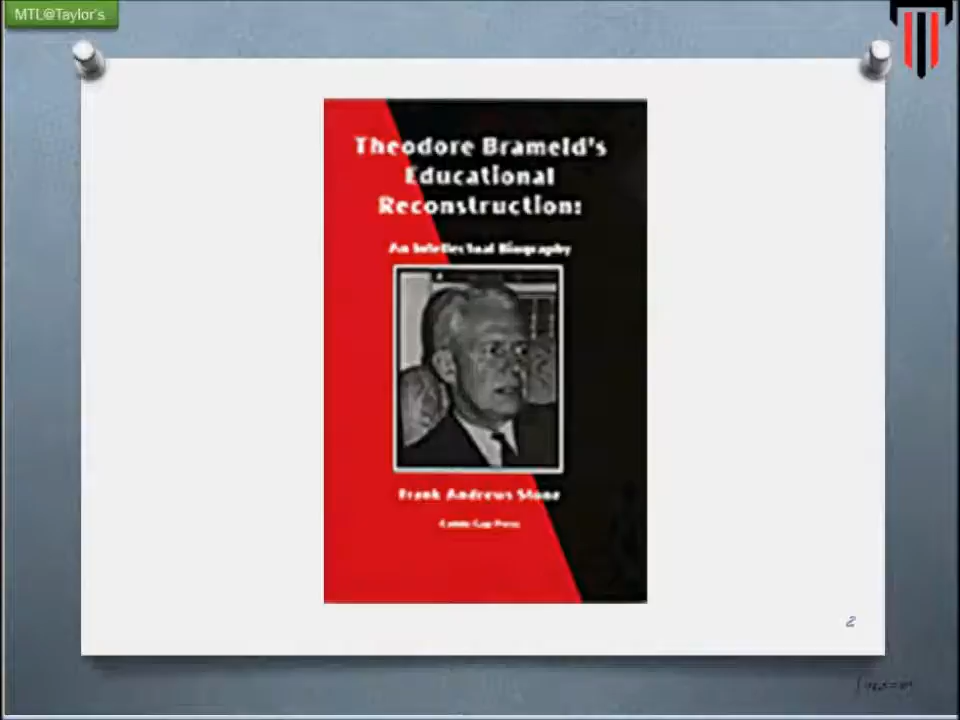 MTL@Taylor's
Theodore Brameld's
Educational
Reconstruction:
An Intellectual Biography
Frank Andrews Stone
2